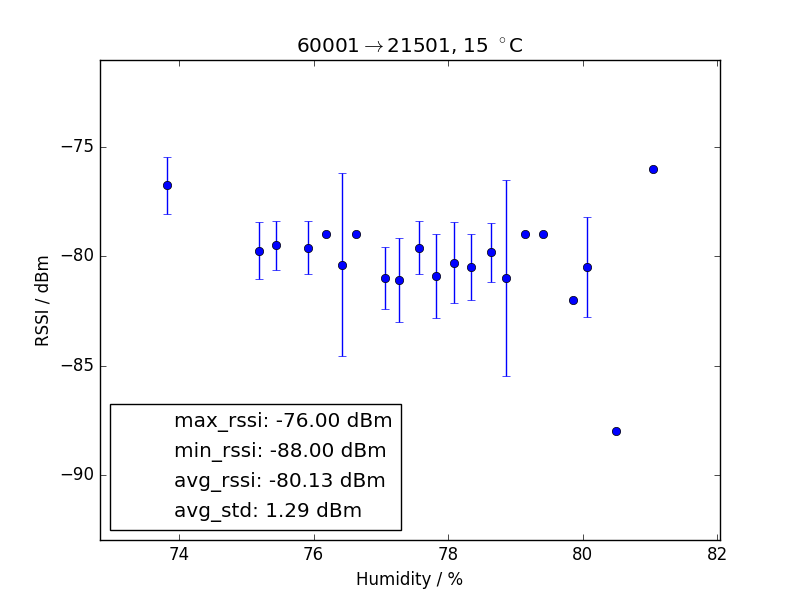 60001→21501, 15 °C
RSSI / dBm
−75
−80
−85
−90
max_rssi: -76.00 dBm
min_rssi: -88.00 dBm
avg_rssi: -80.13 dBm
avg_std: 1.29 dBm
74 76 78 80 82
Humidity / %